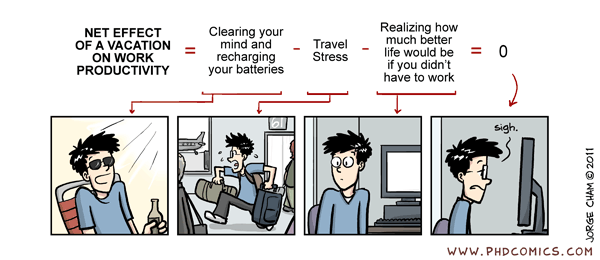 NET EFFECT
OF A VACATION
ON WORK
PRODUCTIVITY
=
Clearing your
mind and
recharging
your batteries
-
Travel
Stress
-
Realizing how
much better
life would be
if you didn't
have to work
=
0
6
sigh.
JORGE CHAM © 2011
WWW.PHDCOMICS.COM